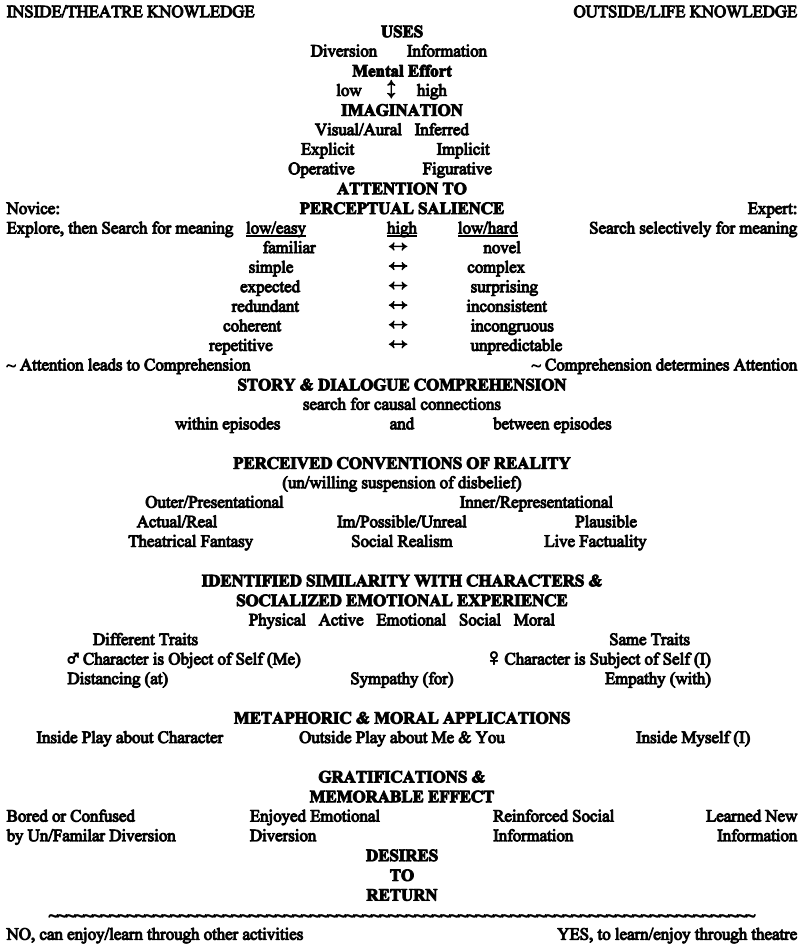 INSIDE/THEATRE KNOWLEDGE OUTSIDE/LIFE KNOWLEDGE
USES
Diversion Information
Mental Effort
low ↕ high
IMAGINATION
Visual/Aural Inferred
Explicit Implicit
Operative Figurative
ATTENTION TO
Novice: PERCEPTUAL SALIENCE Expert:
Explore, then Search for meaning low/easy high low/hard Search selectively for meaning
familiar ↔ novel
simple ↔ complex
expected ↔ surprising
redundant ↔ inconsistent
coherent ↔ incongruous
repetitive ↔ unpredictable
~ Attention leads to Comprehension ~ Comprehension determines Attention
STORY & DIALOGUE COMPREHENSION
search for causal connections
within episodes and between episodes
PERCEIVED CONVENTIONS OF REALITY
(un/willing suspension of disbelief)
Outer/Presentational Inner/Representational
Actual/Real Im/Possible/Unreal Plausible
Theatrical Fantasy Social Realism Live Factuality
IDENTIFIED SIMILARITY WITH CHARACTERS &
SOCIALIZED EMOTIONAL EXPERIENCE
Physical Active Emotional Social Moral
Different Traits Same Traits
♂ Character is Object of Self (Me) ♀ Character is Subject of Self (I)
Distancing (at) Sympathy (for) Empathy (with)
METAPHORIC & MORAL APPLICATIONS
Inside Play about Character Outside Play about Me & You Inside Myself (I)
GRATIFICATIONS &
MEMORABLE EFFECT
Bored or Confused Enjoyed Emotional Reinforced Social Learned New
by Un/Familar Diversion Diversion Information Information
DESIRES
TO
RETURN
NO, can enjoy/learn through other activities YES, to learn/enjoy through theatre